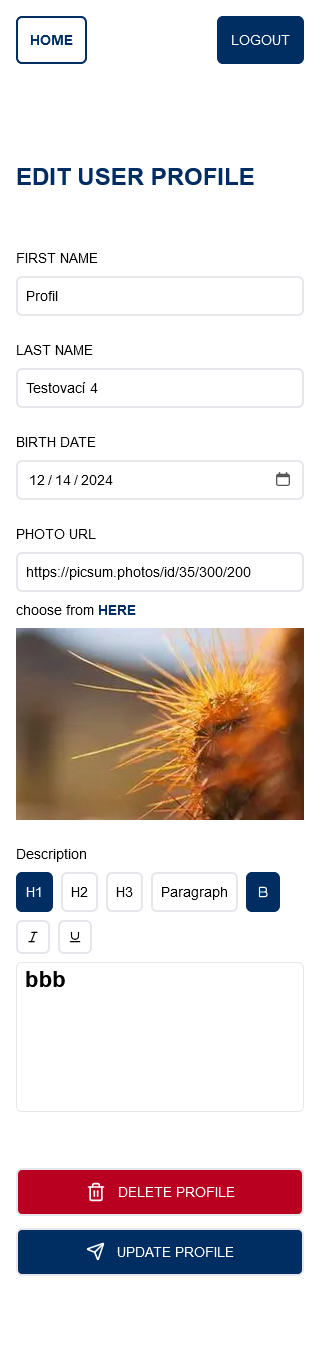 HOME
LOGOUT
EDIT USER PROFILE
FIRST NAME
Profil
LAST NAME
Testovací 4
BIRTH DATE
12 / 14 / 2024
PHOTO URL
https://picsum.photos/id/35/300/200
choose from HERE
Description
H1 H2 H3 Paragraph B
I U
bbb
DELETE PROFILE
UPDATE PROFILE